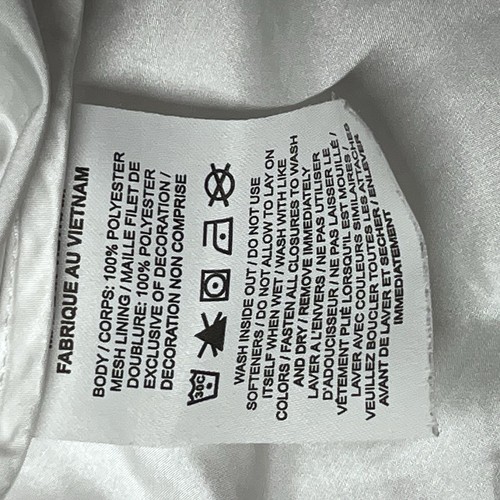 FABRIQUE AU VIETNAM
BODY / CORPS: 100% POLYESTER
MESH LINING / MAILLE FILET DE
DOUBLURE: 100% POLYESTER
EXCLUSIVE OF DECORATION /
DECORATION NON COMPRISE
30C
WASH INSIDE OUT / DO NOT USE
SOFTENERS / DO NOT ALLOW TO LAY ON
ITSELF WHEN WET / WASH WITH LIKE
COLORS / FASTEN ALL CLOSURES TO WASH
AND DRY / REMOVE IMMEDIATELY
LAVER A L'ENVERS / NE PAS UTILISER
D'ADOUCISSEUR / NE PAS LAISSER LE
VÊTEMENT PLIÉ LORSQU'IL EST MOUILLÉ /
LAVER AVEC COULEURS SIMILAIRES /
VEUILLEZ BOUCLER TOUTES LES ATTACHES
AVANT DE LAVER ET SECHER / ENLEVER
IMMEDIATEMENT